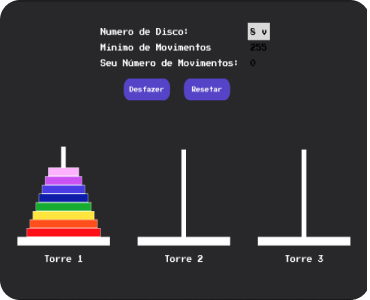 Numero de Disco: 8 v
Minimo de Movimentos 255
Seu Número de Movimentos: 0
Desfazer Resetar
Torre 1 Torre 2 Torre 3